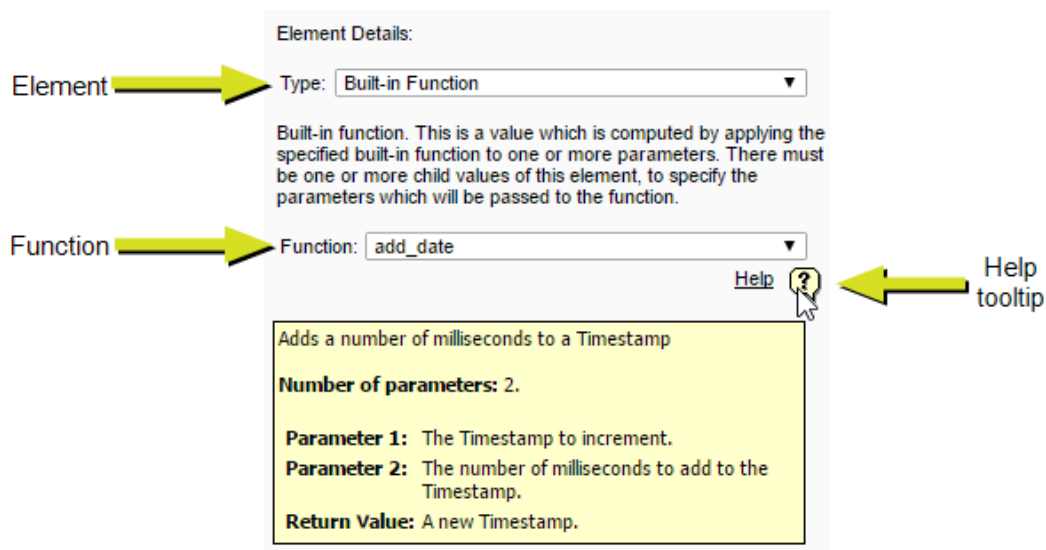 Element Details:
Element
Type: Built-in Function
Built-in function. This is a value which is computed by applying the
specified built-in function to one or more parameters. There must
be one or more child values of this element, to specify the
parameters which will be passed to the function.
Function
Function: add_date
Help ?
Help
tooltip
Adds a number of milliseconds to a Timestamp
Number of parameters: 2.
Parameter 1: The Timestamp to increment.
Parameter 2: The number of milliseconds to add to the
Timestamp.
Return Value: A new Timestamp.